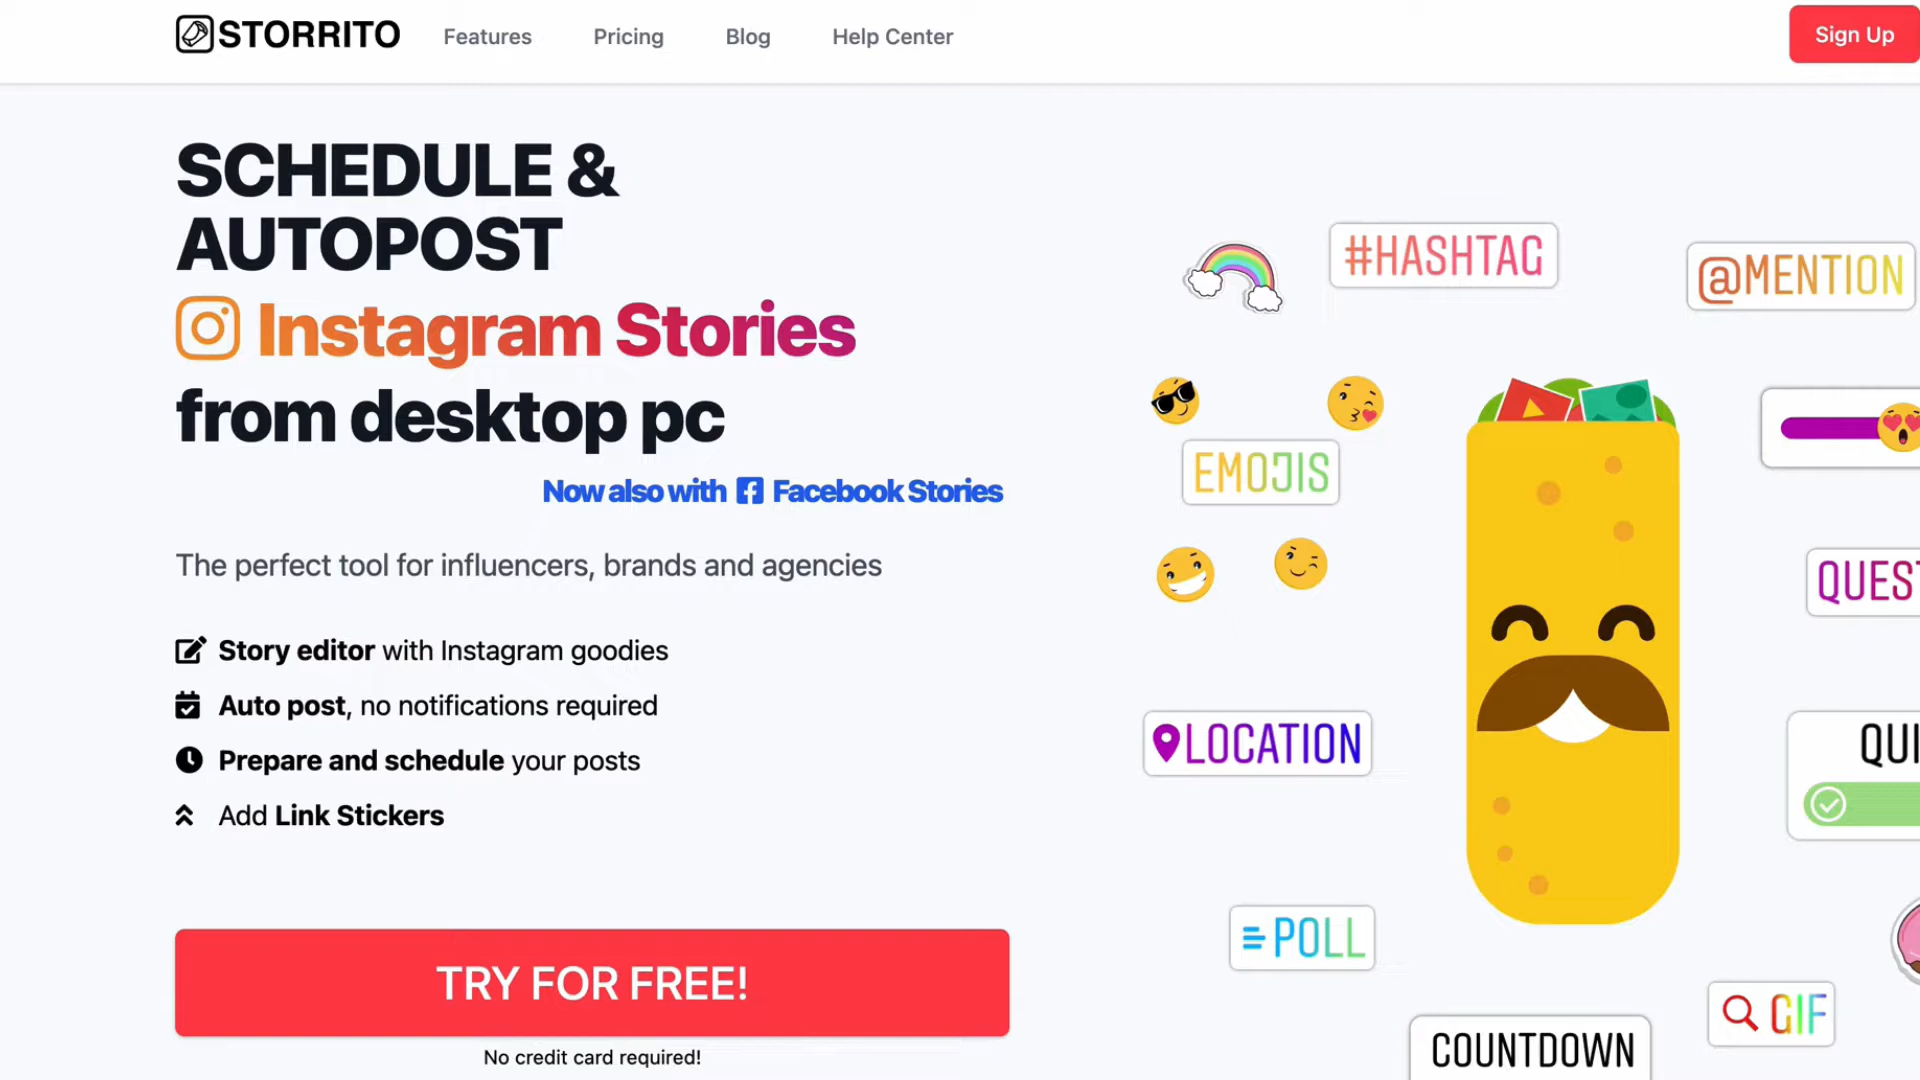 STORRITO
Features
Pricing
Blog
Help Center
Sign Up
SCHEDULE &
AUTOPOST
Instagram Stories
from desktop pc
Now also with Facebook Stories
The perfect tool for influencers, brands and agencies
Story editor with Instagram goodies
Auto post, no notifications required
Prepare and schedule your posts
Add Link Stickers
TRY FOR FREE!
No credit card required!
#HASHTAG
@MENTION
EMOJIS
QUEST
LOCATION
QUI
POLL
GIF
COUNTDOWN